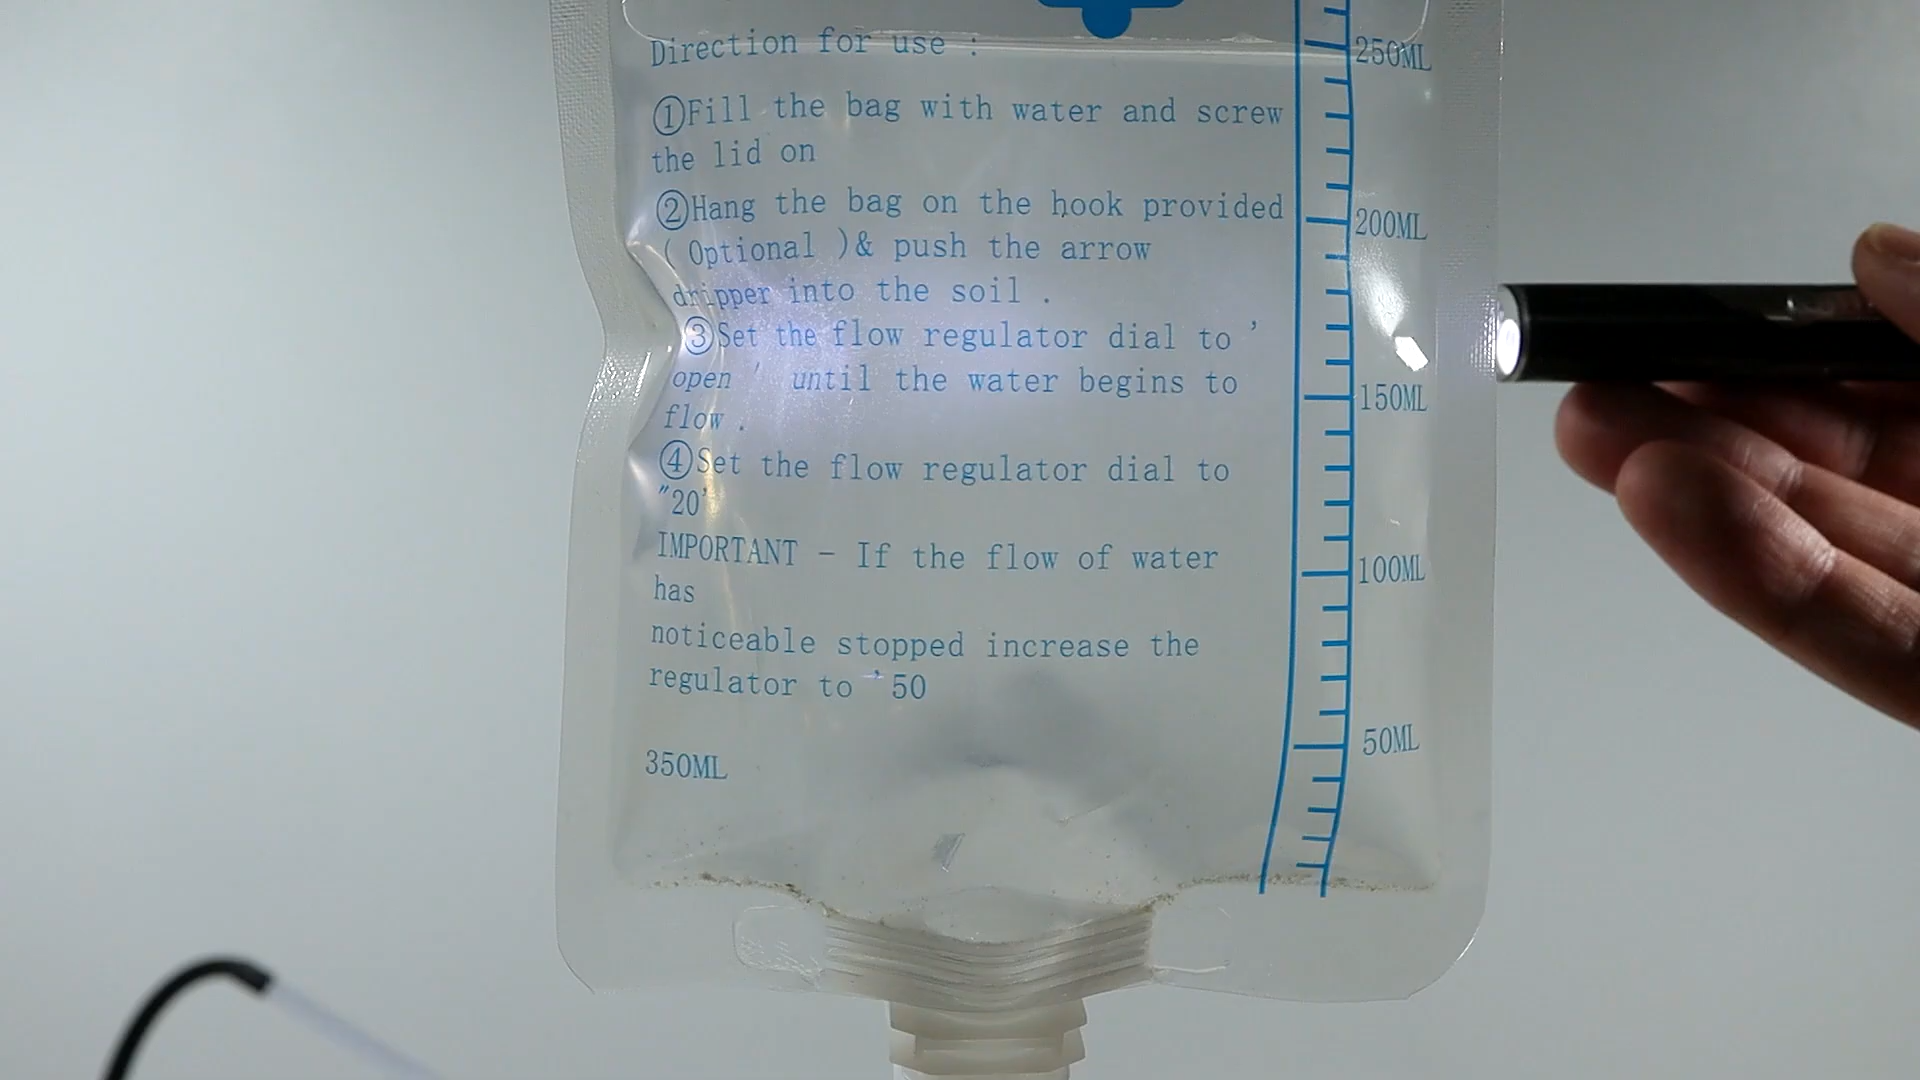 Direction for use :
①Fill the bag with water and screw
the lid on
②Hang the bag on the hook provided
( Optional )& push the arrow
dripper into the soil .
③Set the flow regulator dial to '
open ' until the water begins to
flow .
④Set the flow regulator dial to
"20'
IMPORTANT - If the flow of water
has
noticeable stopped increase the
regulator to '50
350ML
250ML
200ML
150ML
100ML
50ML